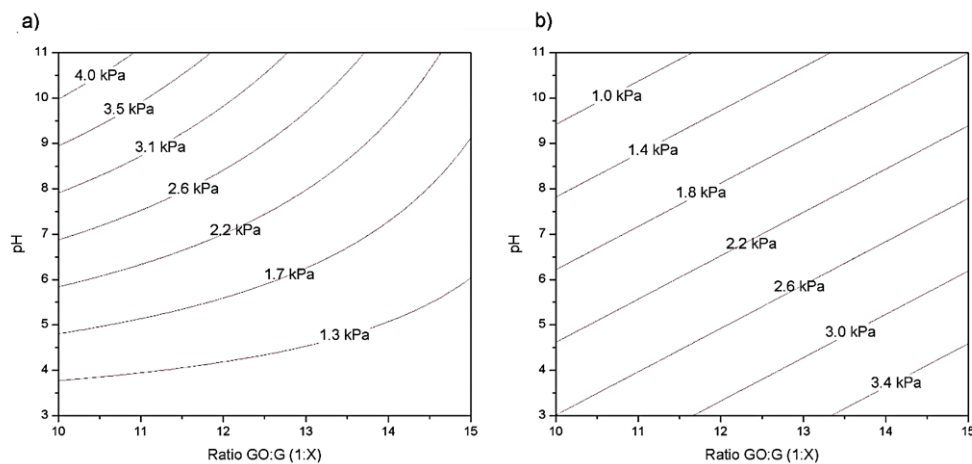 a)
11
10
9
8
7
6
5
4
3
pH
4.0 kPa
3.5 kPa
3.1 kPa
2.6 kPa
2.2 kPa
1.7 kPa
1.3 kPa
10 11 12 13 14 15
Ratio GO:G (1:X)
b)
11
10
9
8
7
6
5
4
3
pH
1.0 kPa
1.4 kPa
1.8 kPa
2.2 kPa
2.6 kPa
3.0 kPa
3.4 kPa
10 11 12 13 14 15
Ratio GO:G (1:X)